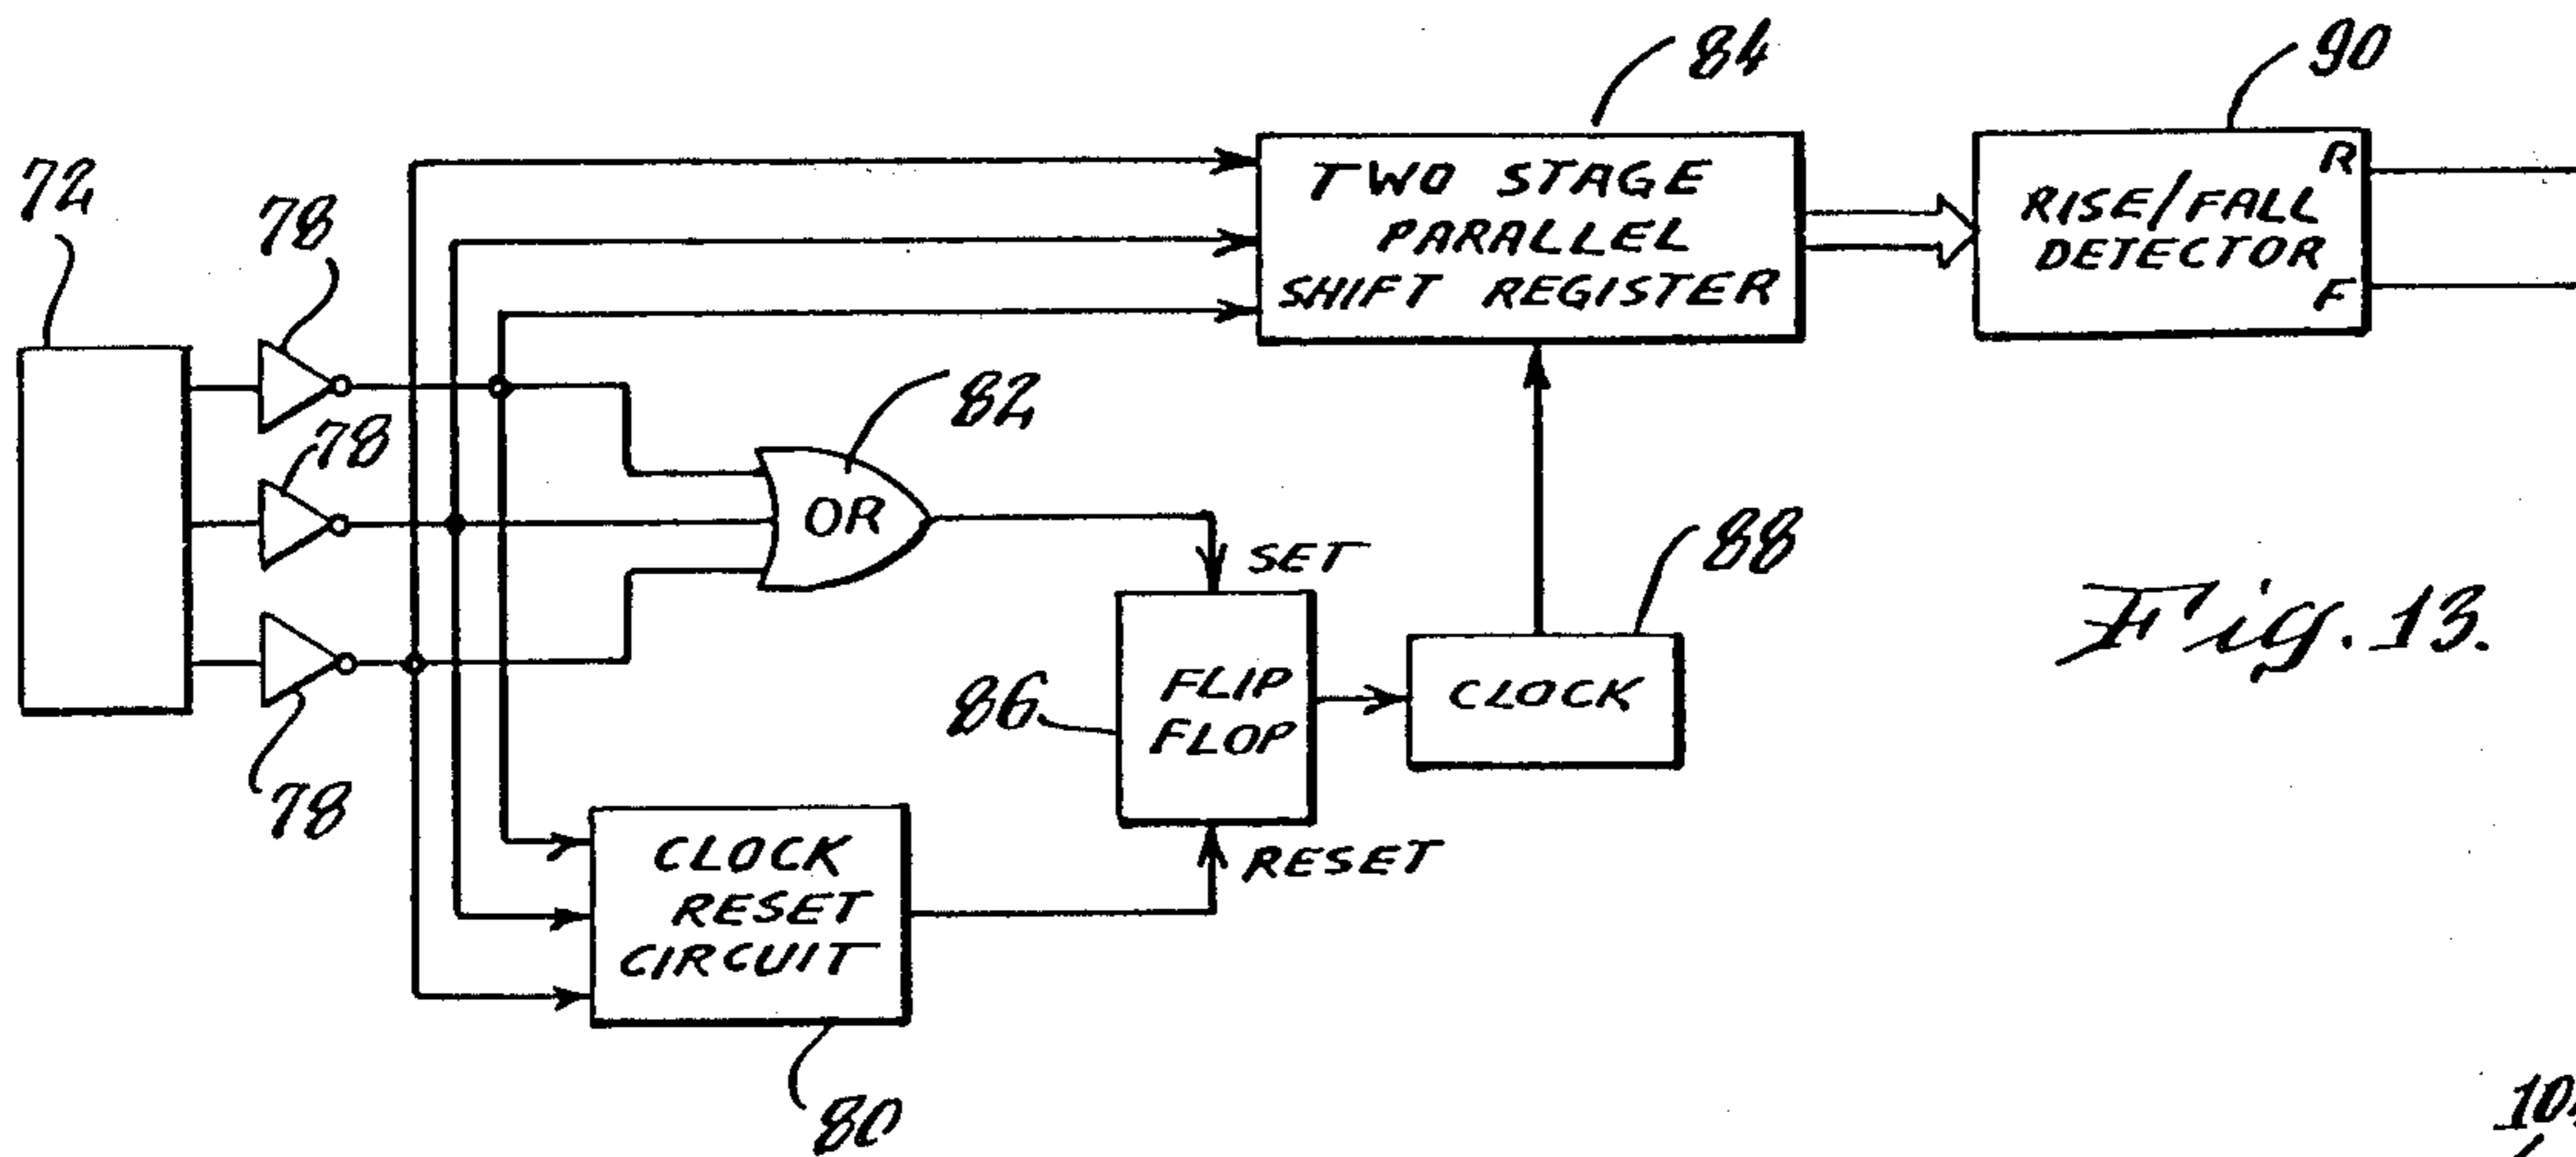 84
90
72
78
TWO STAGE
PARALLEL
SHIFT REGISTER
R
RISE/FALL
DETECTOR
F
78
82
OR
88
SET
Fig. 13.
86
FLIP
FLOP
CLOCK
78
CLOCK
RESET
CIRCUIT
RESET
80